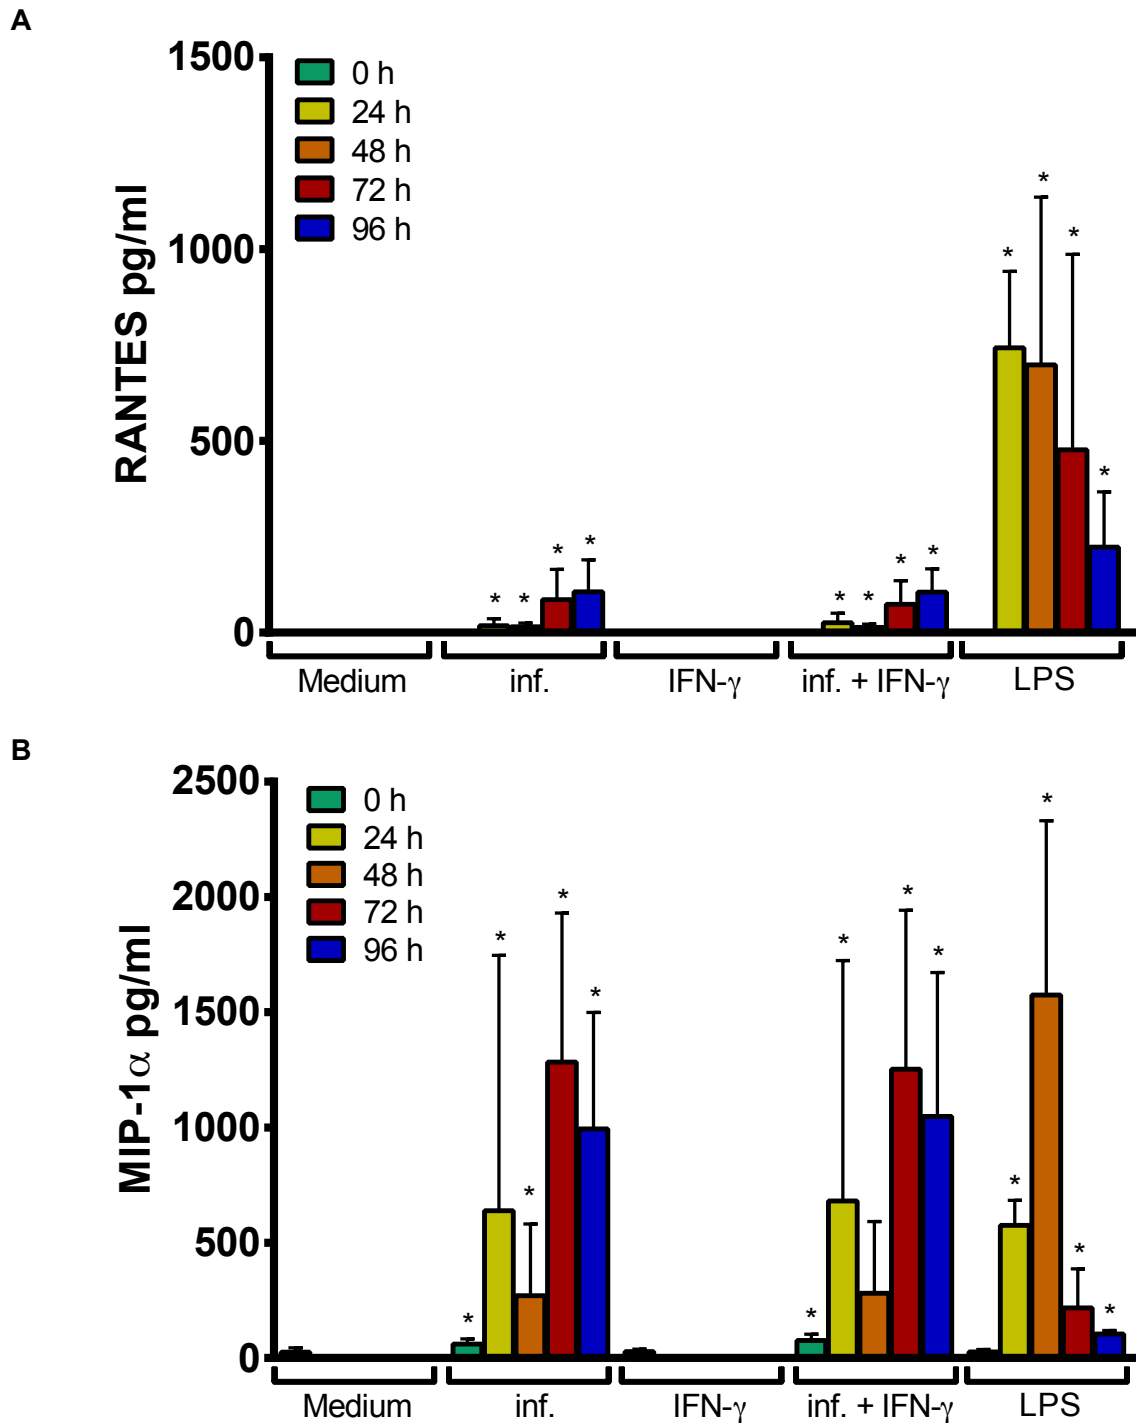 A
RANTES pg/ml
1500
1000
500
0
0 h
24 h
48 h
72 h
96 h
* * * *
* * * *
* * * *
Medium inf. IFN-γ inf. + IFN-γ LPS
B
MIP-1α pg/ml
2500
2000
1500
1000
500
0
0 h
24 h
48 h
72 h
96 h
* * * * *
* * * *
* * * *
Medium inf. IFN-γ inf. + IFN-γ LPS